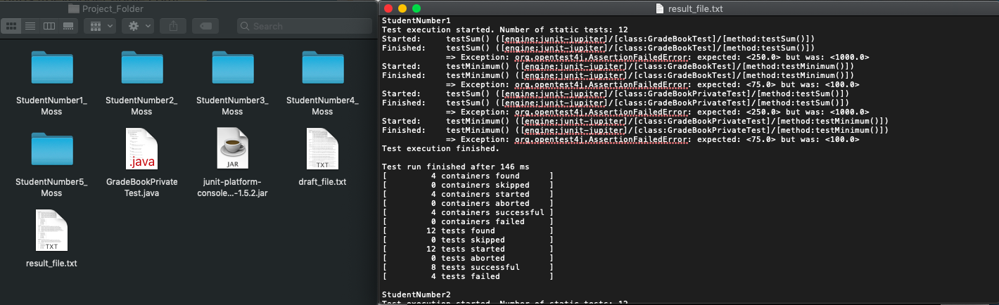 Project_Folder
Search
StudentNumber1_
Moss
StudentNumber2_
Moss
StudentNumber3_
Moss
StudentNumber4_
Moss
StudentNumber5_
Moss
.java
GradeBookPrivate
Test.java
JAR
junit-platform-
console...-1.5.2.jar
TXT
draft_file.txt
TXT
result_file.txt
result_file.txt
StudentNumber1
Test execution started. Number of static tests: 12
Started:     testSum() ([engine:junit-jupiter]/[class:GradeBookTest]/[method:testSum()])
Finished:    testSum() ([engine:junit-jupiter]/[class:GradeBookTest]/[method:testSum()])
             => Exception: org.opentest4j.AssertionFailedError: expected: <250.0> but was: <1000.0>
Started:     testMinimum() ([engine:junit-jupiter]/[class:GradeBookTest]/[method:testMinimum()])
Finished:    testMinimum() ([engine:junit-jupiter]/[class:GradeBookTest]/[method:testMinimum()])
             => Exception: org.opentest4j.AssertionFailedError: expected: <75.0> but was: <100.0>
Started:     testSum() ([engine:junit-jupiter]/[class:GradeBookPrivateTest]/[method:testSum()])
Finished:    testSum() ([engine:junit-jupiter]/[class:GradeBookPrivateTest]/[method:testSum()])
             => Exception: org.opentest4j.AssertionFailedError: expected: <250.0> but was: <1000.0>
Started:     testMinimum() ([engine:junit-jupiter]/[class:GradeBookPrivateTest]/[method:testMinimum()])
Finished:    testMinimum() ([engine:junit-jupiter]/[class:GradeBookPrivateTest]/[method:testMinimum()])
             => Exception: org.opentest4j.AssertionFailedError: expected: <75.0> but was: <100.0>
Test execution finished.
Test run finished after 146 ms
[         4 containers found      ]
[         0 containers skipped    ]
[         4 containers started    ]
[         0 containers aborted    ]
[         4 containers successful ]
[         0 containers failed     ]
[        12 tests found           ]
[         0 tests skipped         ]
[        12 tests started         ]
[         0 tests aborted         ]
[         8 tests successful      ]
[         4 tests failed          ]
StudentNumber2
Test execution started. Number of static tests: 12